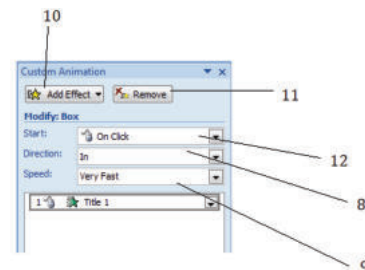 10
Custom Animation
Add Effect
Remove
11
Modify: Box
Start:
On Click
12
Direction:
In
8
Speed:
Very Fast
1
Title 1
9